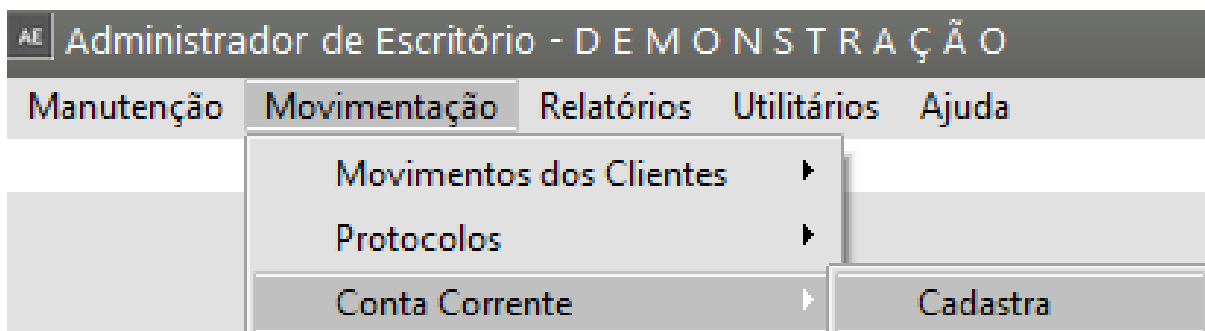 AE Administrador de Escritório - D E M O N S T R A Ç Ã O
Manutenção Movimentação Relatórios Utilitários Ajuda
Movimentos dos Clientes
Protocolos
Conta Corrente Cadastra